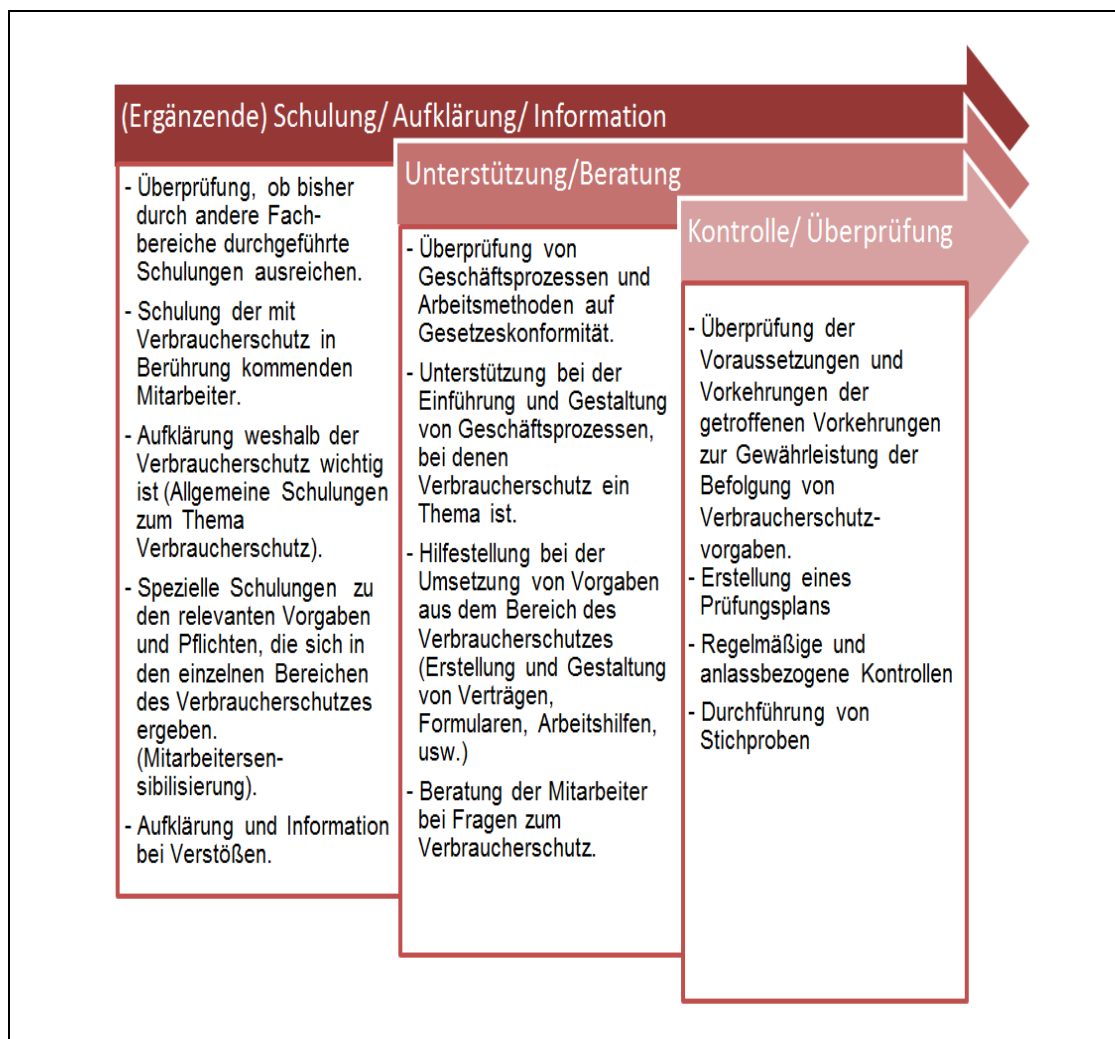 (Ergänzende) Schulung/ Aufklärung/ Information
- Überprüfung, ob bisher
durch andere Fach-
bereiche durchgeführte
Schulungen ausreichen.
- Schulung der mit
Verbraucherschutz in
Berührung kommenden
Mitarbeiter.
- Aufklärung weshalb der
Verbraucherschutz wichtig
ist (Allgemeine Schulungen
zum Thema
Verbraucherschutz).
- Spezielle Schulungen zu
den relevanten Vorgaben
und Pflichten, die sich in
den einzelnen Bereichen
des Verbraucherschutzes
ergeben.
(Mitarbeitersen-
sibilisierung).
- Aufklärung und Information
bei Verstößen.
Unterstützung/Beratung
- Überprüfung von
Geschäftsprozessen und
Arbeitsmethoden auf
Gesetzeskonformität.
- Unterstützung bei der
Einführung und Gestaltung
von Geschäftsprozessen,
bei denen
Verbraucherschutz ein
Thema ist.
- Hilfestellung bei der
Umsetzung von Vorgaben
aus dem Bereich des
Verbraucherschutzes
(Erstellung und Gestaltung
von Verträgen,
Formularen, Arbeitshilfen,
usw.)
- Beratung der Mitarbeiter
bei Fragen zum
Verbraucherschutz.
Kontrolle/ Überprüfung
- Überprüfung der
Voraussetzungen und
Vorkehrungen der
getroffenen Vorkehrungen
zur Gewährleistung der
Befolgung von
Verbraucherschutz-
vorgaben.
- Erstellung eines
Prüfungsplans
- Regelmäßige und
anlassbezogene Kontrollen
- Durchführung von
Stichproben